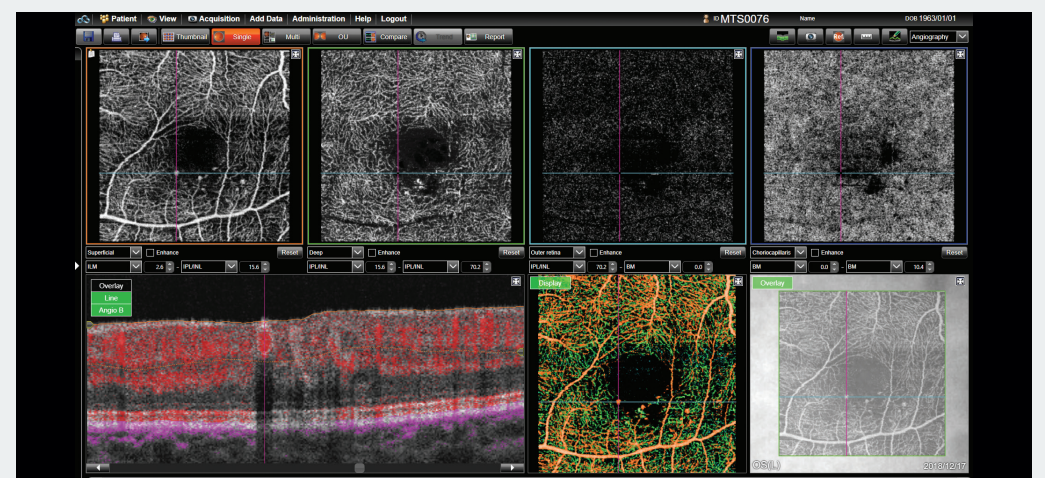 Patient View Acquisition Add Data Administration Help Logout ID MTS0076 Name DOB 1963/01/01
Thumbnail Single Multi OU Compare Trend Report Ref. Angiography
Superficial Enhance Reset Deep Enhance Reset Outer retina Enhance Reset Choriocapillaris Enhance Reset
ILM 2.6 - IPL/INL 15.6 IPL/INL 15.6 - IPL/INL 70.2 IPL/INL 70.2 - BM 0.0 BM 0.0 - BM 10.4
Overlay
Line
Angio B
Display
Overlay
OS(L) 2018/12/17